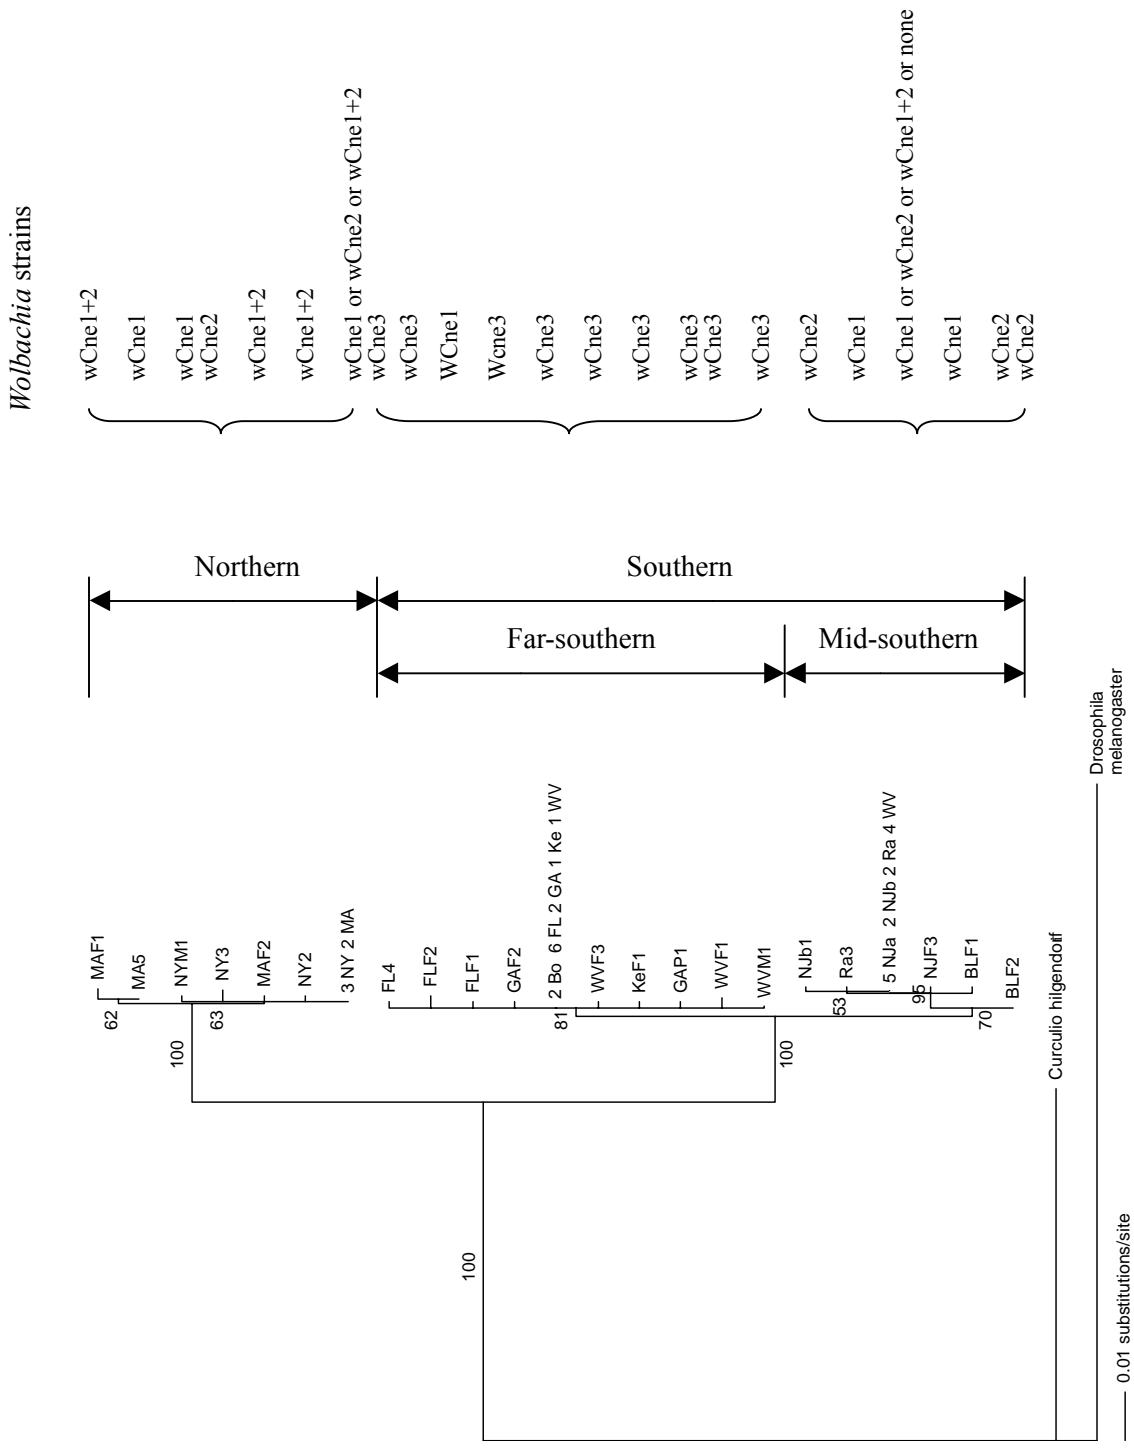 Wolbachia strains
wCne1+2
wCne1
wCne1
wCne2
wCne1+2
wCne1+2
wCne1 or wCne2 or wCne1+2
wCne3
wCne3
WCne1
Wcne3
wCne3
wCne3
wCne3
wCne3
wCne3
wCne3
wCne2
wCne1
wCne1 or wCne2 or wCne1+2 or none
wCne1
wCne2
wCne2
Northern
Southern
Far-southern
Mid-southern
MAF1
MA5
NYM1
NY3
MAF2
NY2
3 NY 2 MA
FL4
FLF2
FLF1
GAF2
2 Bo 6 FL 2 GA 1 Ke 1 WV
WVF3
KeF1
GAP1
WVF1
WVM1
NJb1
Ra3
5 NJa 2 NJb 2 Ra 4 WV
NJF3
BLF1
BLF2
Curculio hilgendorfi
Drosophila
melanogaster
62
63
100
81
53
95
70
100
100
0.01 substitutions/site